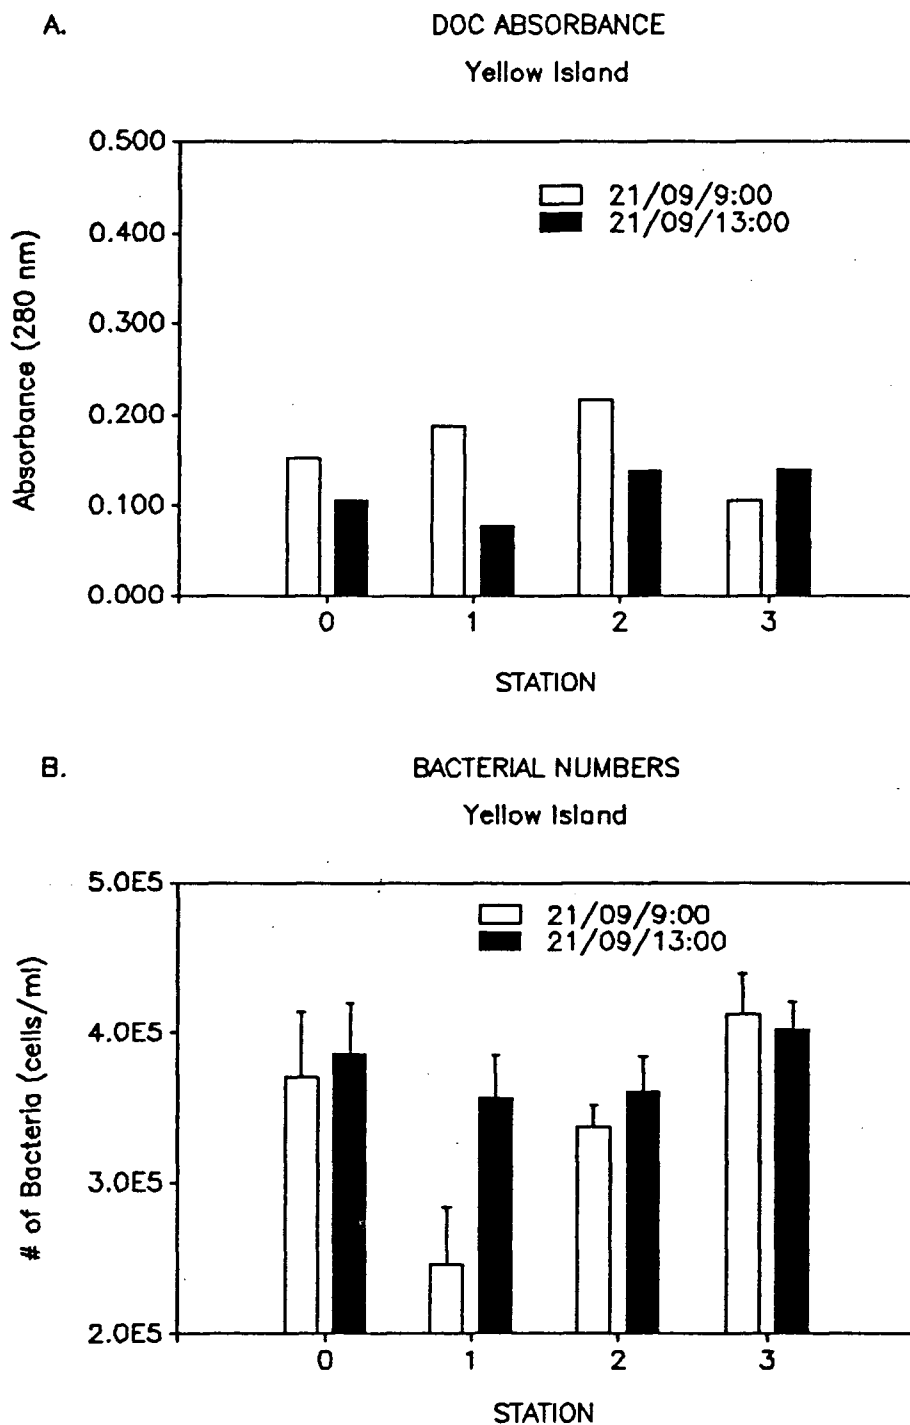 A.
DOC ABSORBANCE
Yellow Island
0.500
0.400
0.300
0.200
0.100
0.000
Absorbance (280 nm)
21/09/9:00
21/09/13:00
0 1 2 3
STATION
B.
BACTERIAL NUMBERS
Yellow Island
5.0E5
4.0E5
3.0E5
2.0E5
# of Bacteria (cells/ml)
21/09/9:00
21/09/13:00
0 1 2 3
STATION